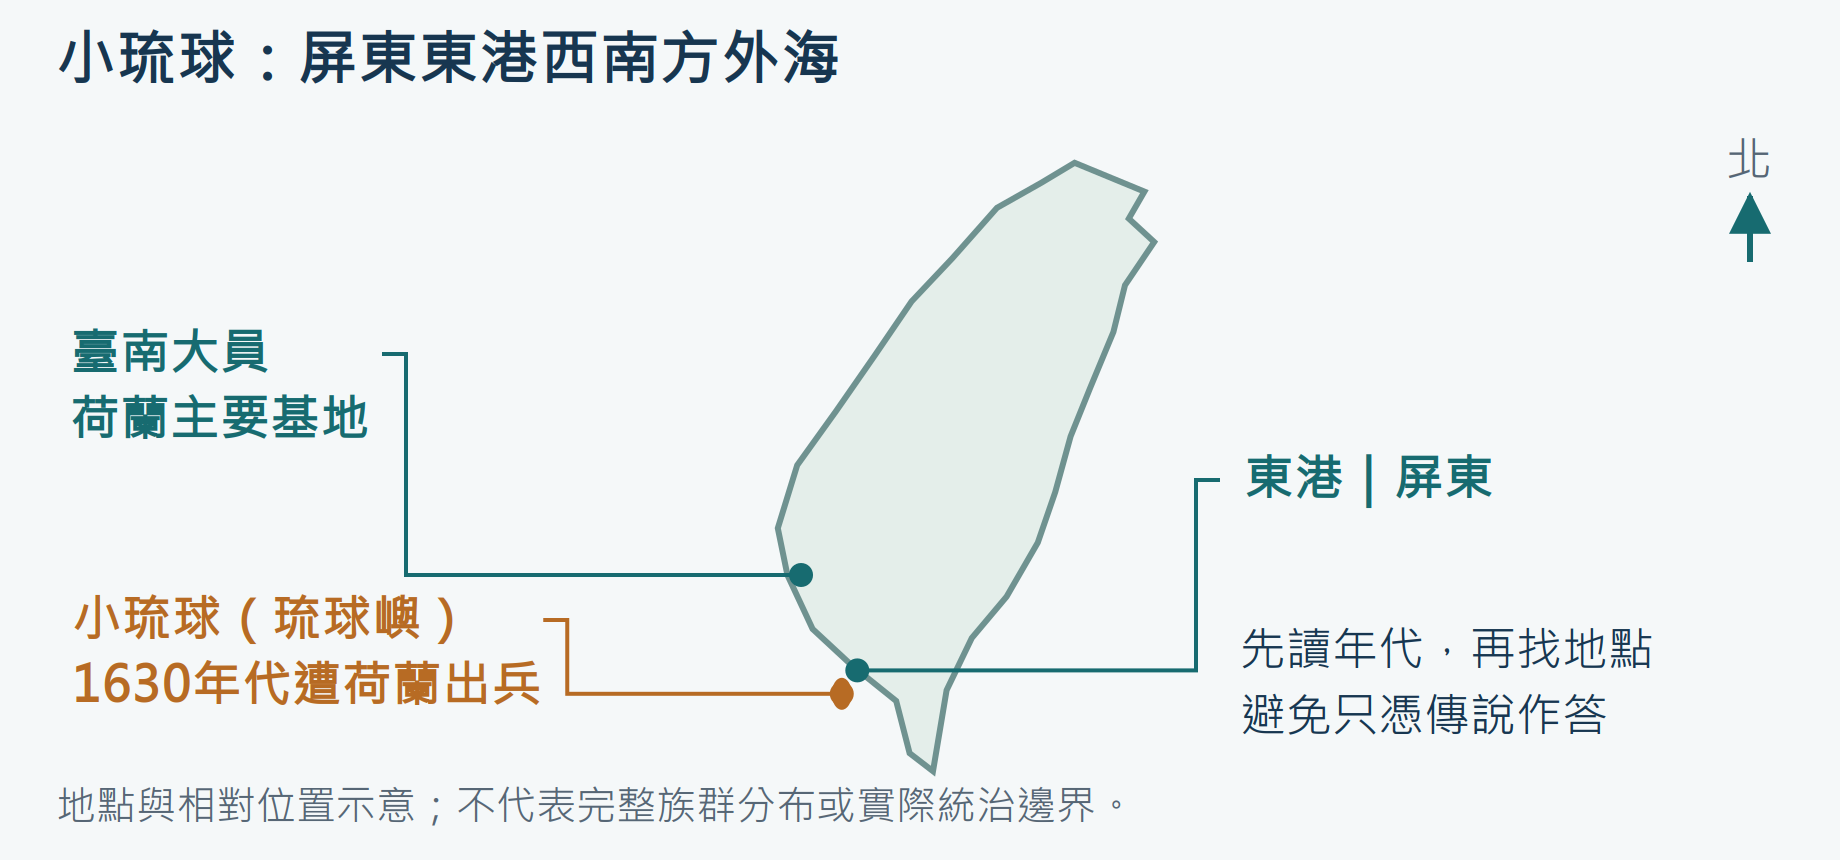 小琉球：屏東東港西南方外海
北
臺南大員
荷蘭主要基地
東港｜屏東
小琉球（琉球嶼）
1630年代遭荷蘭出兵
先讀年代，再找地點
避免只憑傳說作答
地點與相對位置示意；不代表完整族群分布或實際統治邊界。